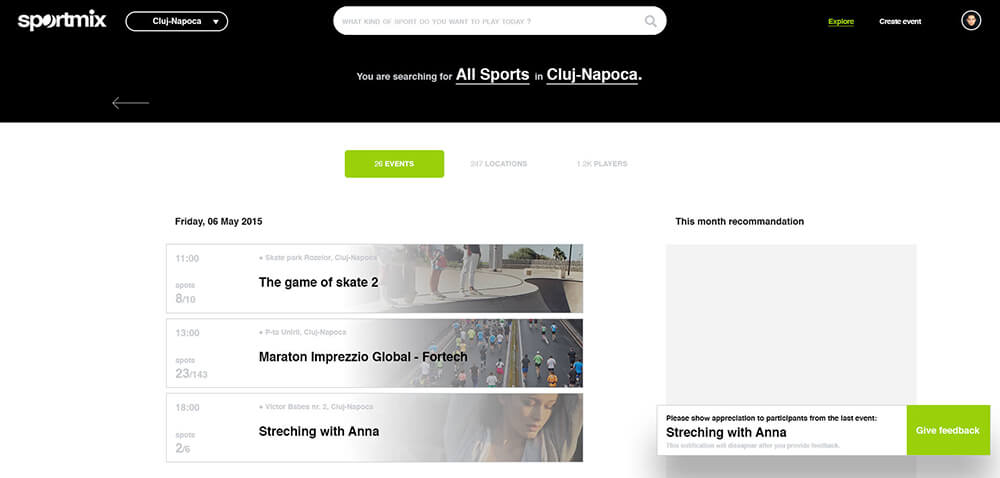 sportmix
Cluj-Napoca
WHAT KIND OF SPORT DO YOU WANT TO PLAY TODAY ?
Explore
Create event
You are searching for All Sports in Cluj-Napoca.
26 EVENTS
247 LOCATIONS
1.2K PLAYERS
Friday, 06 May 2015
11:00
Skate park Rozelor, Cluj-Napoca
The game of skate 2
spots
8/10
13:00
P-ta Unirii, Cluj-Napoca
Maraton Imprezzio Global - Fortech
spots
23/143
18:00
Victor Babes nr. 2, Cluj-Napoca
Streching with Anna
spots
2/6
This month recommandation
Please show appreciation to participants from the last event:
Streching with Anna
This notification will dissapear after you provide feedback.
Give feedback